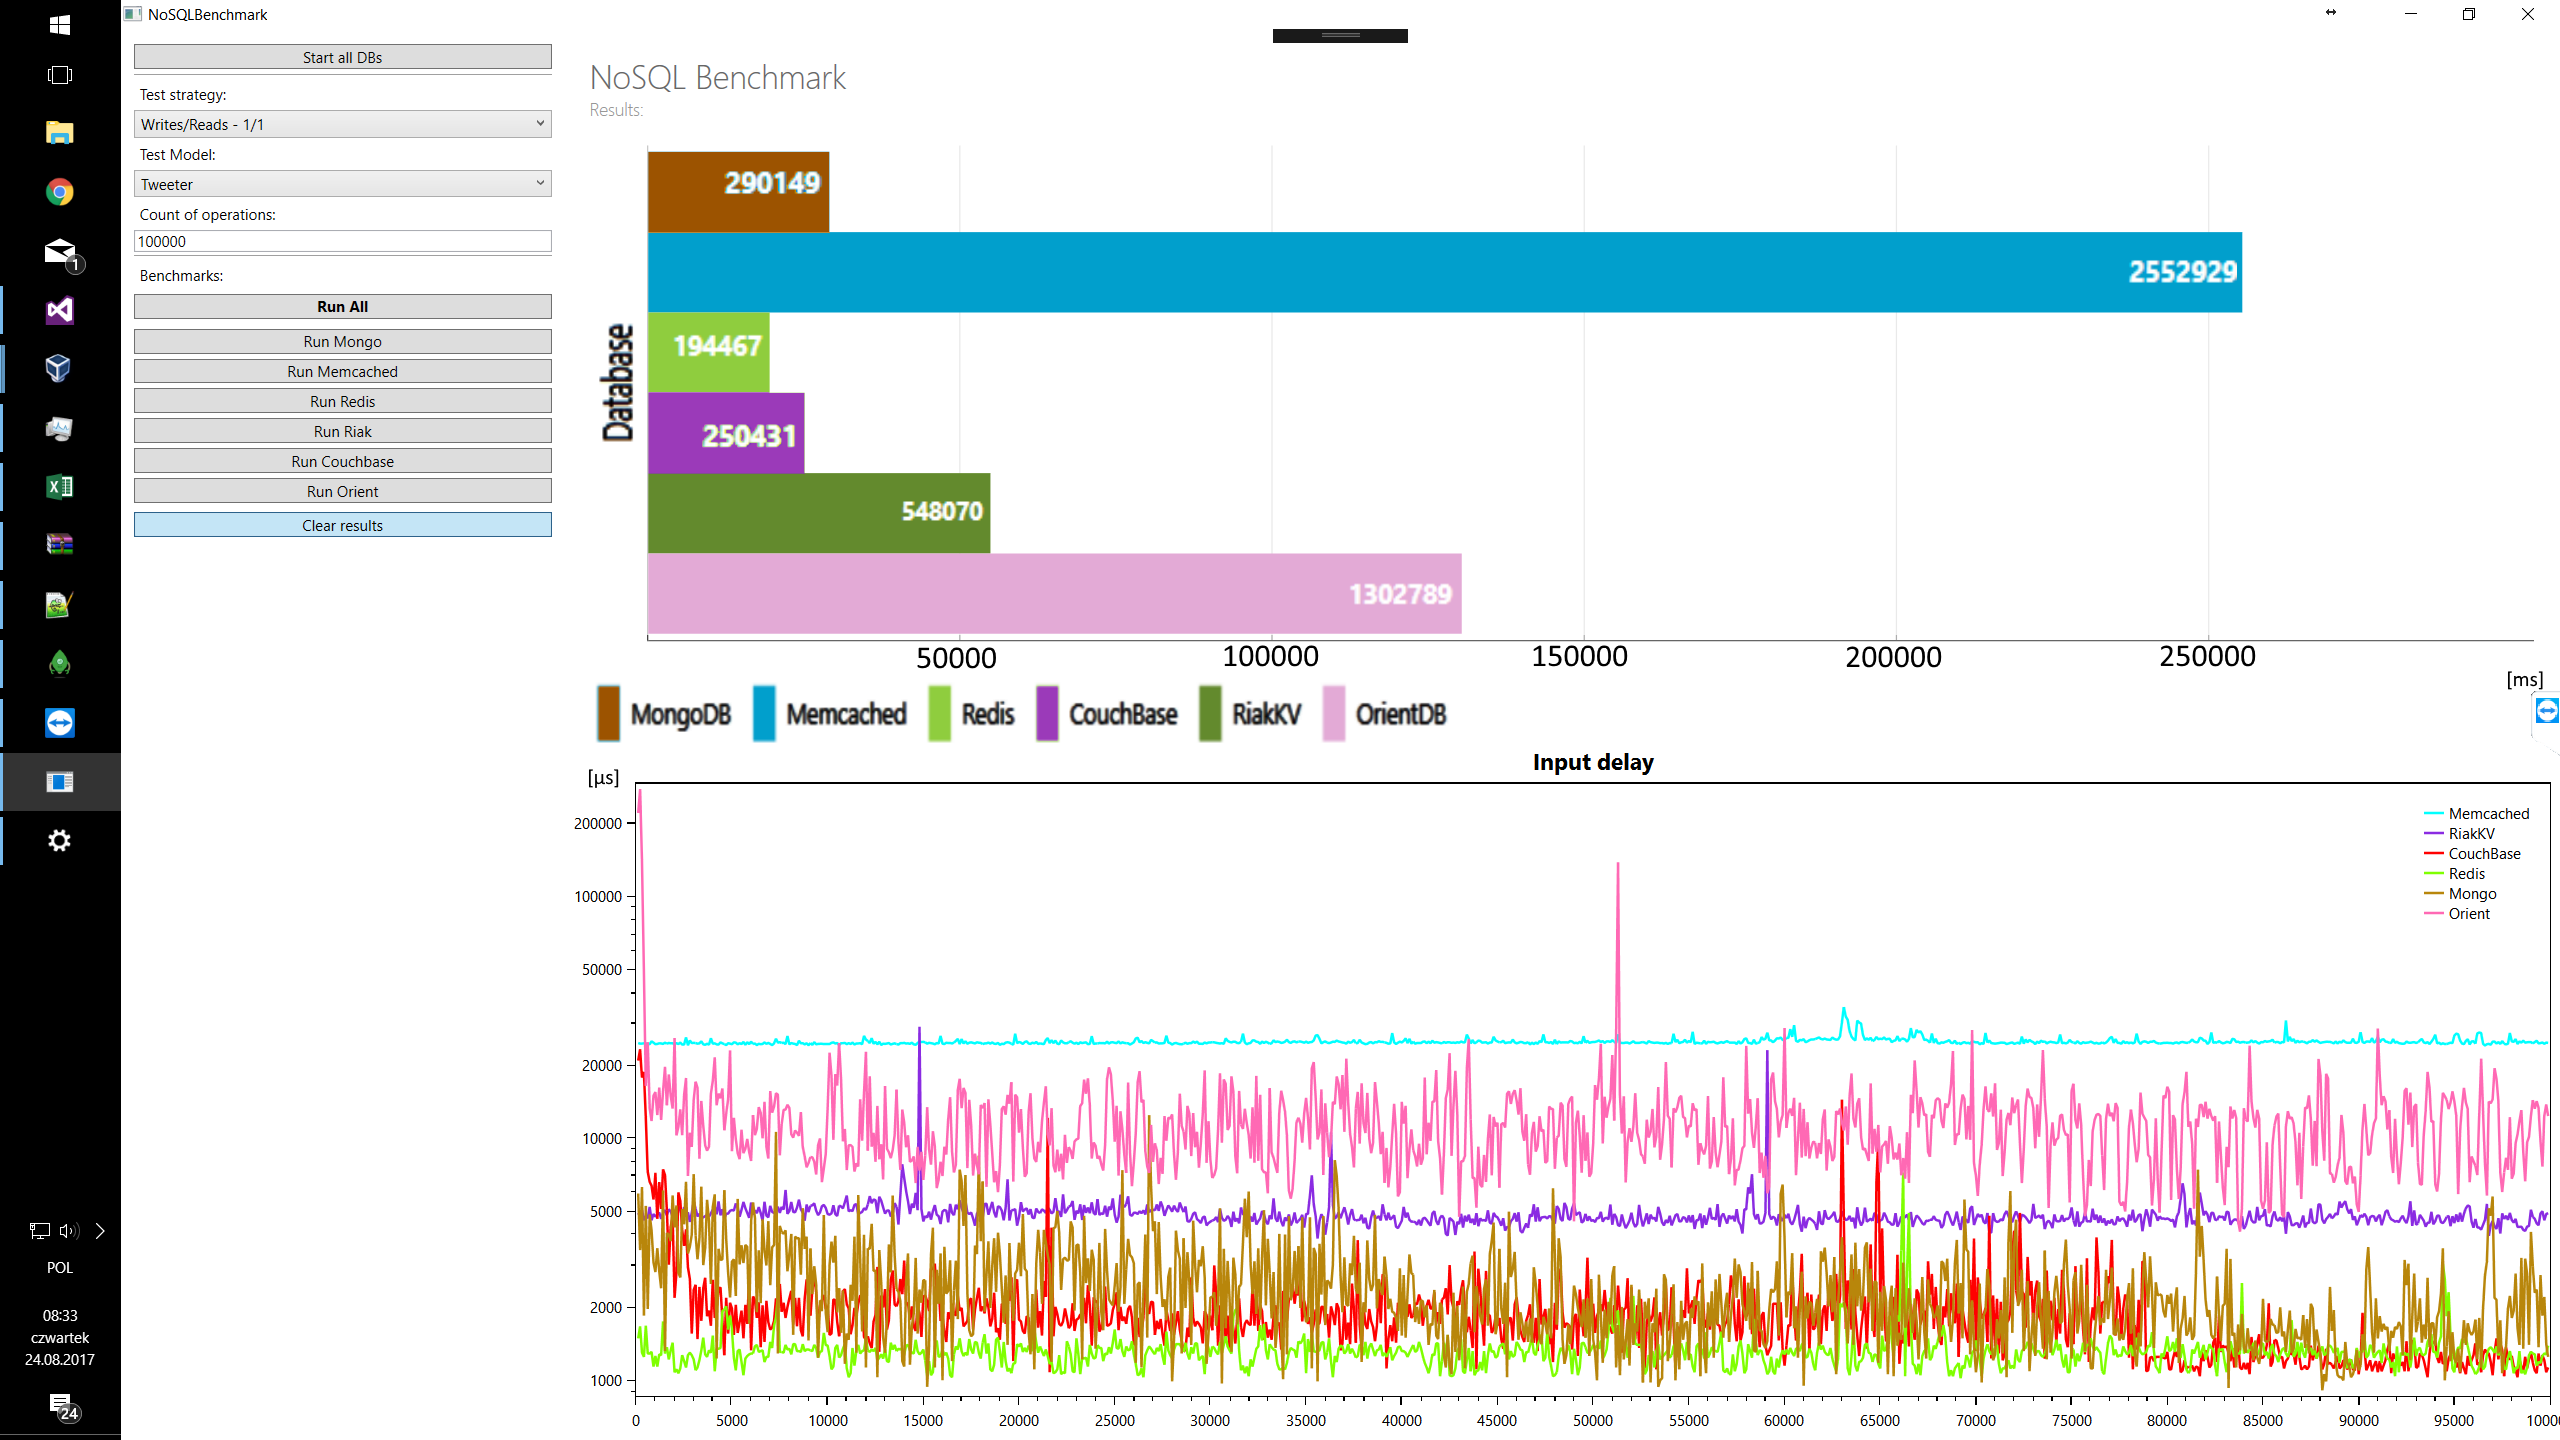 NoSQLBenchmark
Start all DBs
Test strategy:
Writes/Reads - 1/1
Test Model:
Tweeter
Count of operations:
100000
Benchmarks:
Run All
Run Mongo
Run Memcached
Run Redis
Run Riak
Run Couchbase
Run Orient
Clear results
1
POL
08:33
czwartek
24.08.2017
24
NoSQL Benchmark
Results:
Database
290149
2552929
194467
250431
548070
1302789
50000 100000 150000 200000 250000
[ms]
MongoDB Memcached Redis CouchBase RiakKV OrientDB
Input delay
[µs]
200000
100000
50000
20000
10000
5000
2000
1000
Memcached
RiakKV
CouchBase
Redis
Mongo
Orient
0 5000 10000 15000 20000 25000 30000 35000 40000 45000 50000 55000 60000 65000 70000 75000 80000 85000 90000 95000 10000